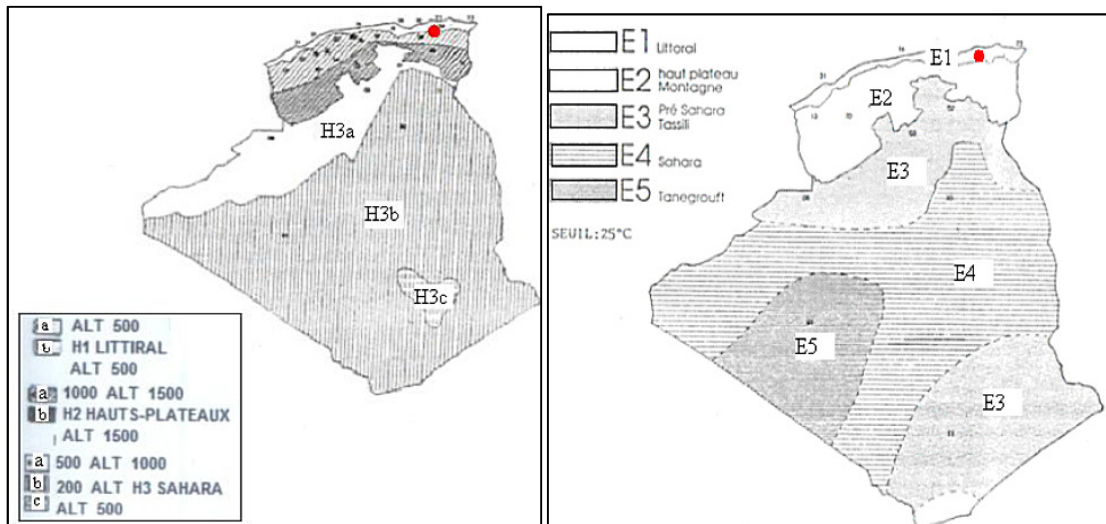 H3a
H3b
H3c
a ALT 500
b H1 LITTIRAL
ALT 500
a 1000 ALT 1500
b H2 HAUTS-PLATEAUX
ALT 1500
a 500 ALT 1000
b 200 ALT H3 SAHARA
c ALT 500
E1 Littoral
E2 haut plateau
Montagne
E3 Pré Sahara
Tassili
E4 Sahara
E5 Tanegrouft
SEUIL:25°C
E1
E2
E3
E4
E5
E3